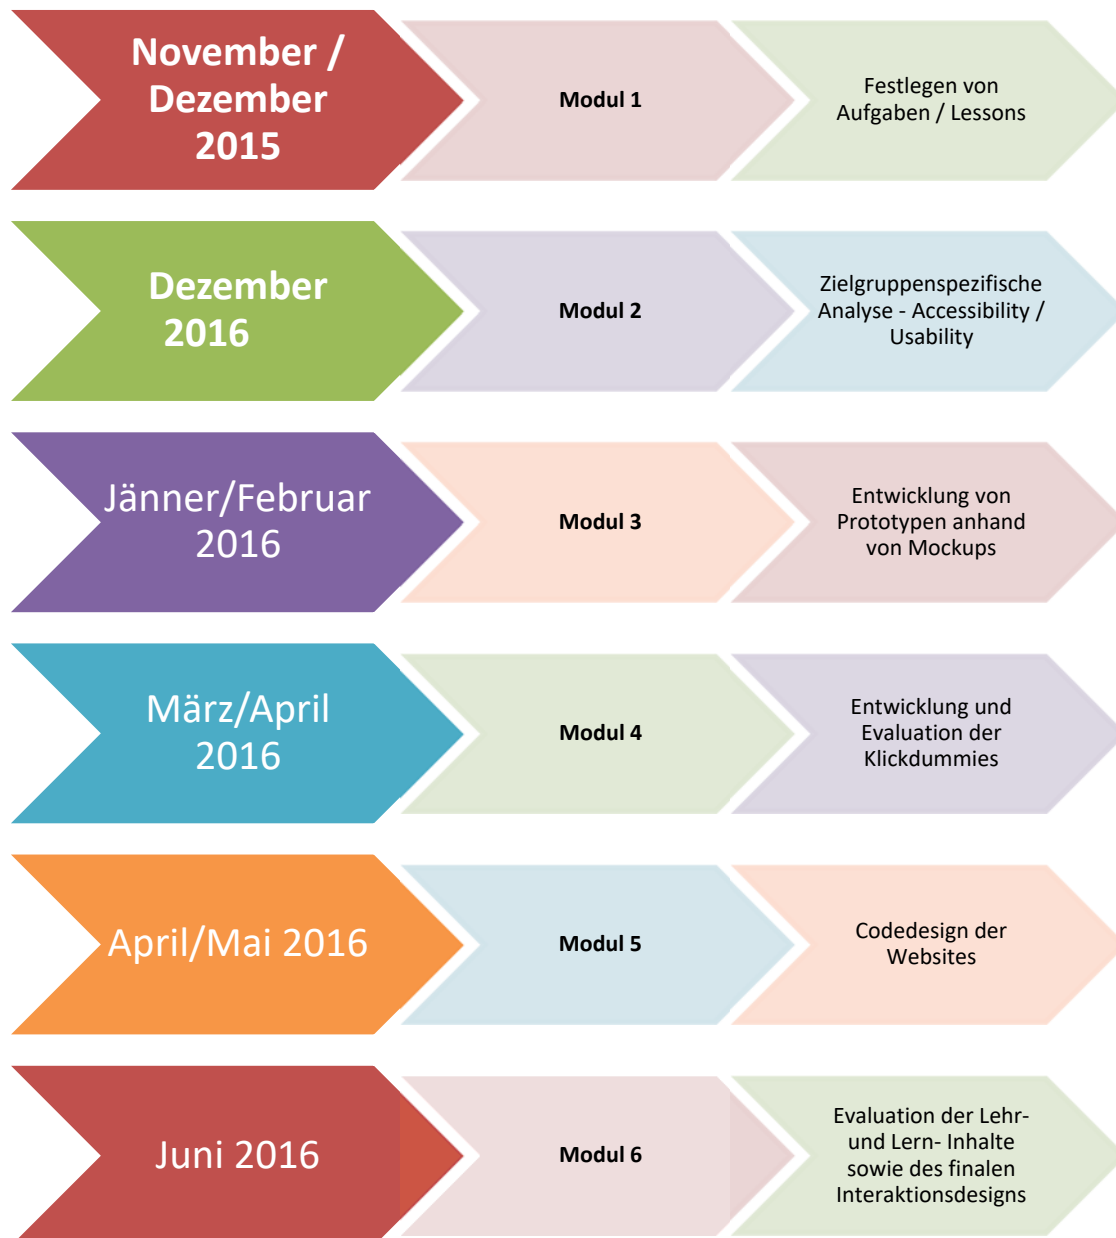 November /
Dezember
2015
Modul 1
Festlegen von
Aufgaben / Lessons
Dezember
2016
Modul 2
Zielgruppenspezifische
Analyse - Accessibility /
Usability
Jänner/Februar
2016
Modul 3
Entwicklung von
Prototypen anhand
von Mockups
März/April
2016
Modul 4
Entwicklung und
Evaluation der
Klickdummies
April/Mai 2016
Modul 5
Codedesign der
Websites
Juni 2016
Modul 6
Evaluation der Lehr-
und Lern- Inhalte
sowie des finalen
Interaktionsdesigns